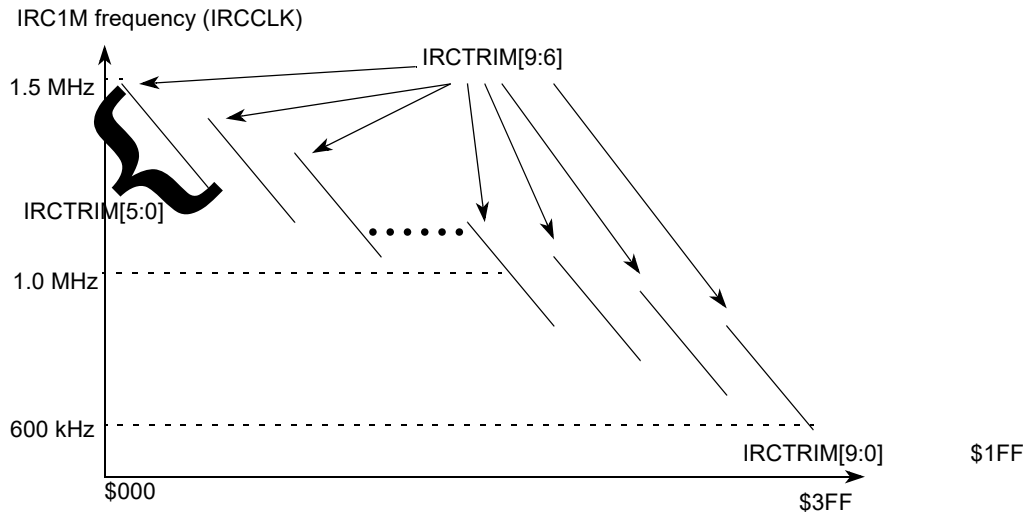 IRC1M frequency (IRCCLK)
IRCTRIM[9:6]
1.5 MHz
IRCTRIM[5:0]
1.0 MHz
600 kHz
IRCTRIM[9:0]
$1FF
$000
$3FF